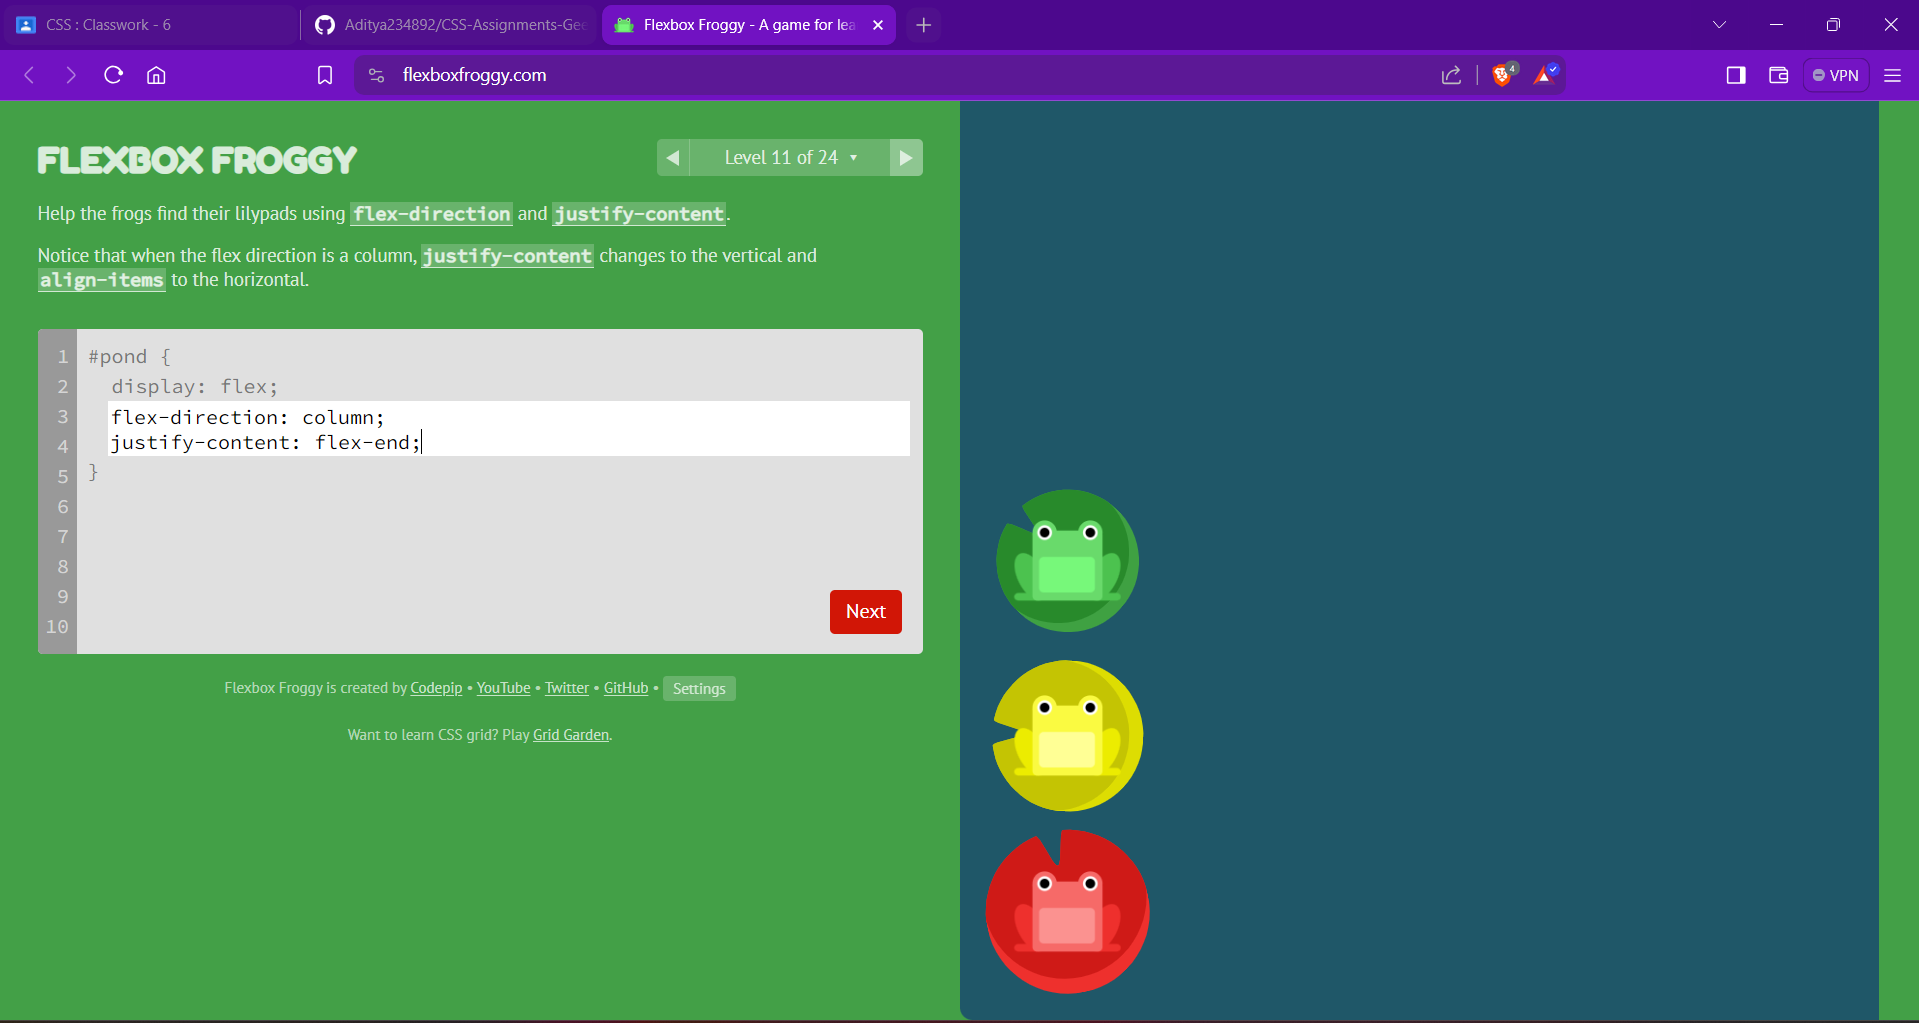 CSS : Classwork - 6
Aditya234892/CSS-Assignments-Gee
Flexbox Froggy - A game for lea
flexboxfroggy.com
4
VPN
FLEXBOX FROGGY
Level 11 of 24
Help the frogs find their lilypads using flex-direction and justify-content.
Notice that when the flex direction is a column, justify-content changes to the vertical and
align-items to the horizontal.
1 #pond {
2 display: flex;
3 flex-direction: column;
4 justify-content: flex-end;
5 }
6
7
8
9
10
Next
Flexbox Froggy is created by Codepip • YouTube • Twitter • GitHub • Settings
Want to learn CSS grid? Play Grid Garden.